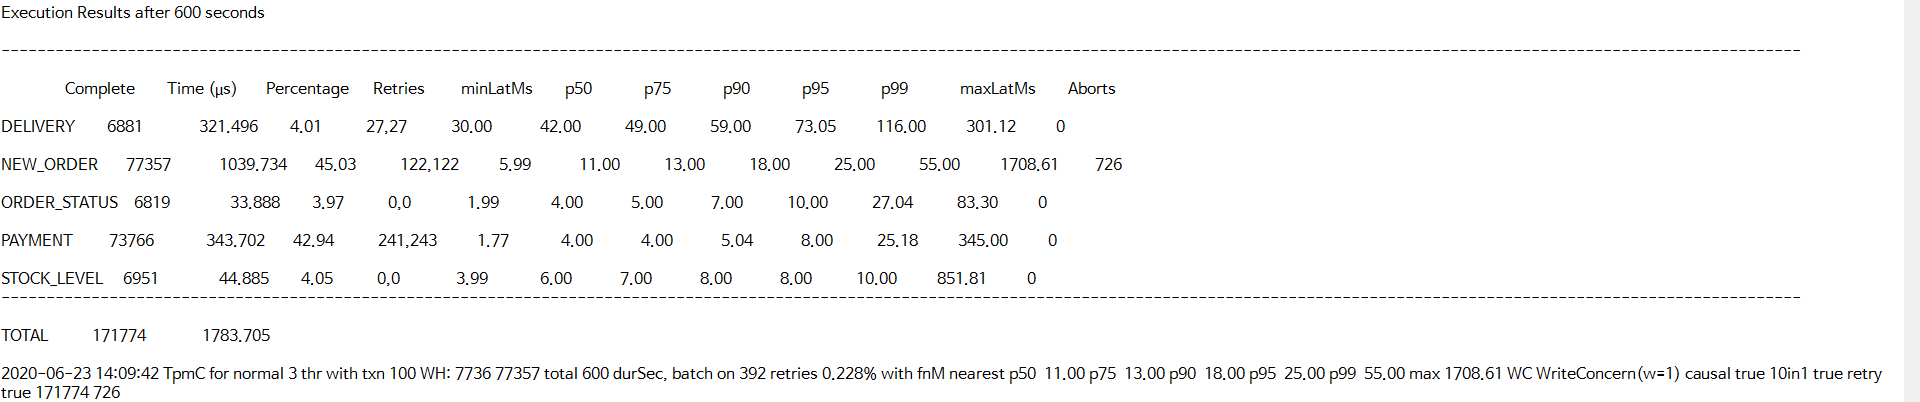 Execution Results after 600 seconds
--------------------------------------------------------------------------------
Complete Time (µs) Percentage Retries minLatMs p50 p75 p90 p95 p99 maxLatMs Aborts
DELIVERY 6881 321.496 4.01 27,27 30.00 42.00 49.00 59.00 73.05 116.00 301.12 0
NEW_ORDER 77357 1039.734 45.03 122,122 5.99 11.00 13.00 18.00 25.00 55.00 1708.61 726
ORDER_STATUS 6819 33.888 3.97 0,0 1.99 4.00 5.00 7.00 10.00 27.04 83.30 0
PAYMENT 73766 343.702 42.94 241,243 1.77 4.00 4.00 5.04 8.00 25.18 345.00 0
STOCK_LEVEL 6951 44.885 4.05 0,0 3.99 6.00 7.00 8.00 8.00 10.00 851.81 0
--------------------------------------------------------------------------------
TOTAL 171774 1783.705
2020-06-23 14:09:42 TpmC for normal 3 thr with txn 100 WH: 7736 77357 total 600 durSec, batch on 392 retries 0.228% with fnM nearest p50 11.00 p75 13.00 p90 18.00 p95 25.00 p99 55.00 max 1708.61 WC WriteConcern(w=1) causal true 10in1 true retry
true 171774 726